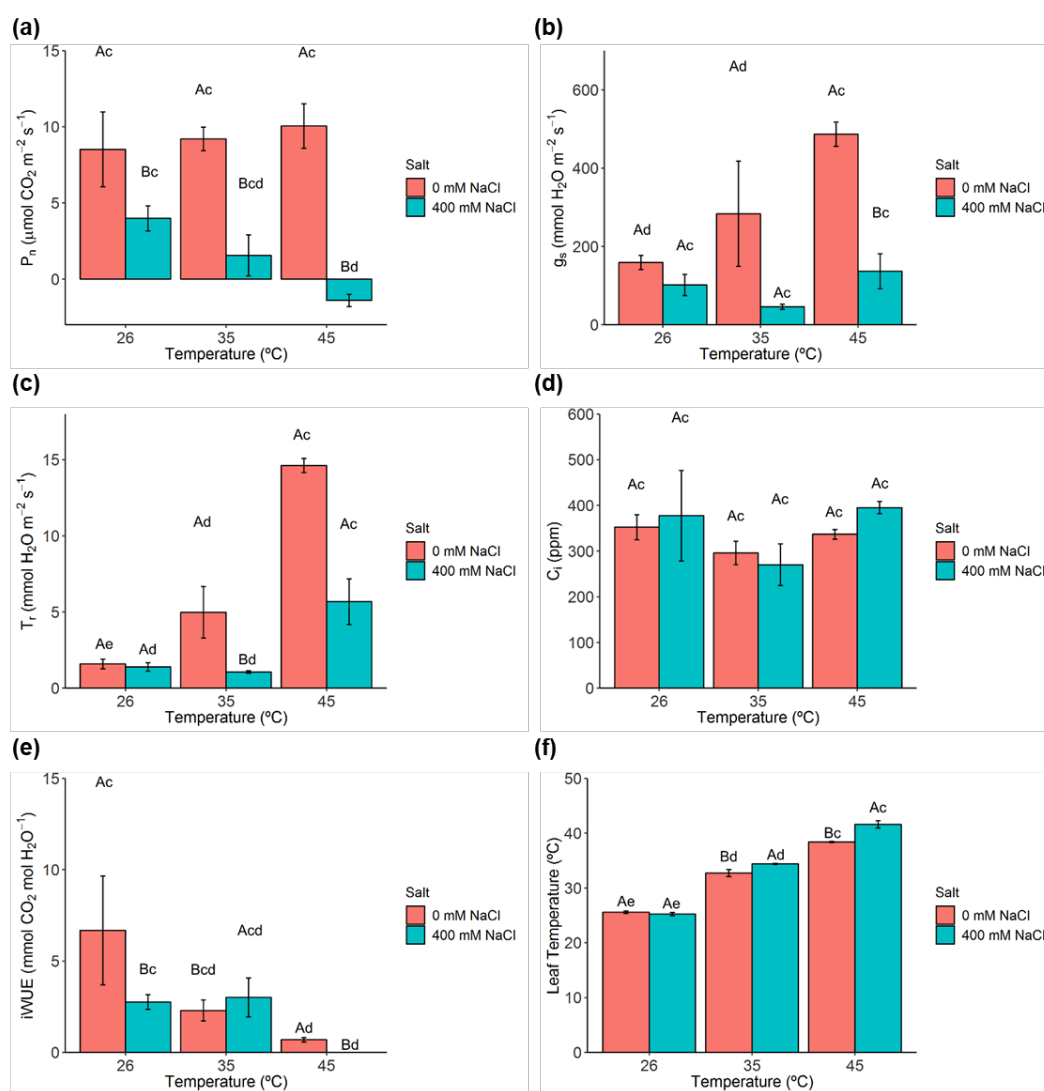 (a)
Ac
Ac
Ac
Bc
Bcd
Bd
15
10
5
0
Pn (µmol CO2 m−2 s−1)
26
35
45
Temperature (ºC)
Salt
0 mM NaCl
400 mM NaCl
(b)
Ad
Ac
Ad
Ac
Ac
Bc
600
400
200
0
gs (mmol H2O m−2 s−1)
26
35
45
Temperature (ºC)
Salt
0 mM NaCl
400 mM NaCl
(c)
Ae
Ad
Ad
Bd
Ac
Ac
15
10
5
0
Tr (mmol H2O m−2 s−1)
26
35
45
Temperature (ºC)
Salt
0 mM NaCl
400 mM NaCl
(d)
Ac
Ac
Ac
Ac
Ac
Ac
600
500
400
300
200
100
0
Ci (ppm)
26
35
45
Temperature (ºC)
Salt
0 mM NaCl
400 mM NaCl
(e)
Ac
Bc
Bcd
Acd
Ad
Bd
15
10
5
0
iWUE (mmol CO2 mol H2O−1)
26
35
45
Temperature (ºC)
Salt
0 mM NaCl
400 mM NaCl
(f)
Ae
Ae
Bd
Ad
Bc
Ac
50
40
30
20
10
0
Leaf Temperature (ºC)
26
35
45
Temperature (ºC)
Salt
0 mM NaCl
400 mM NaCl